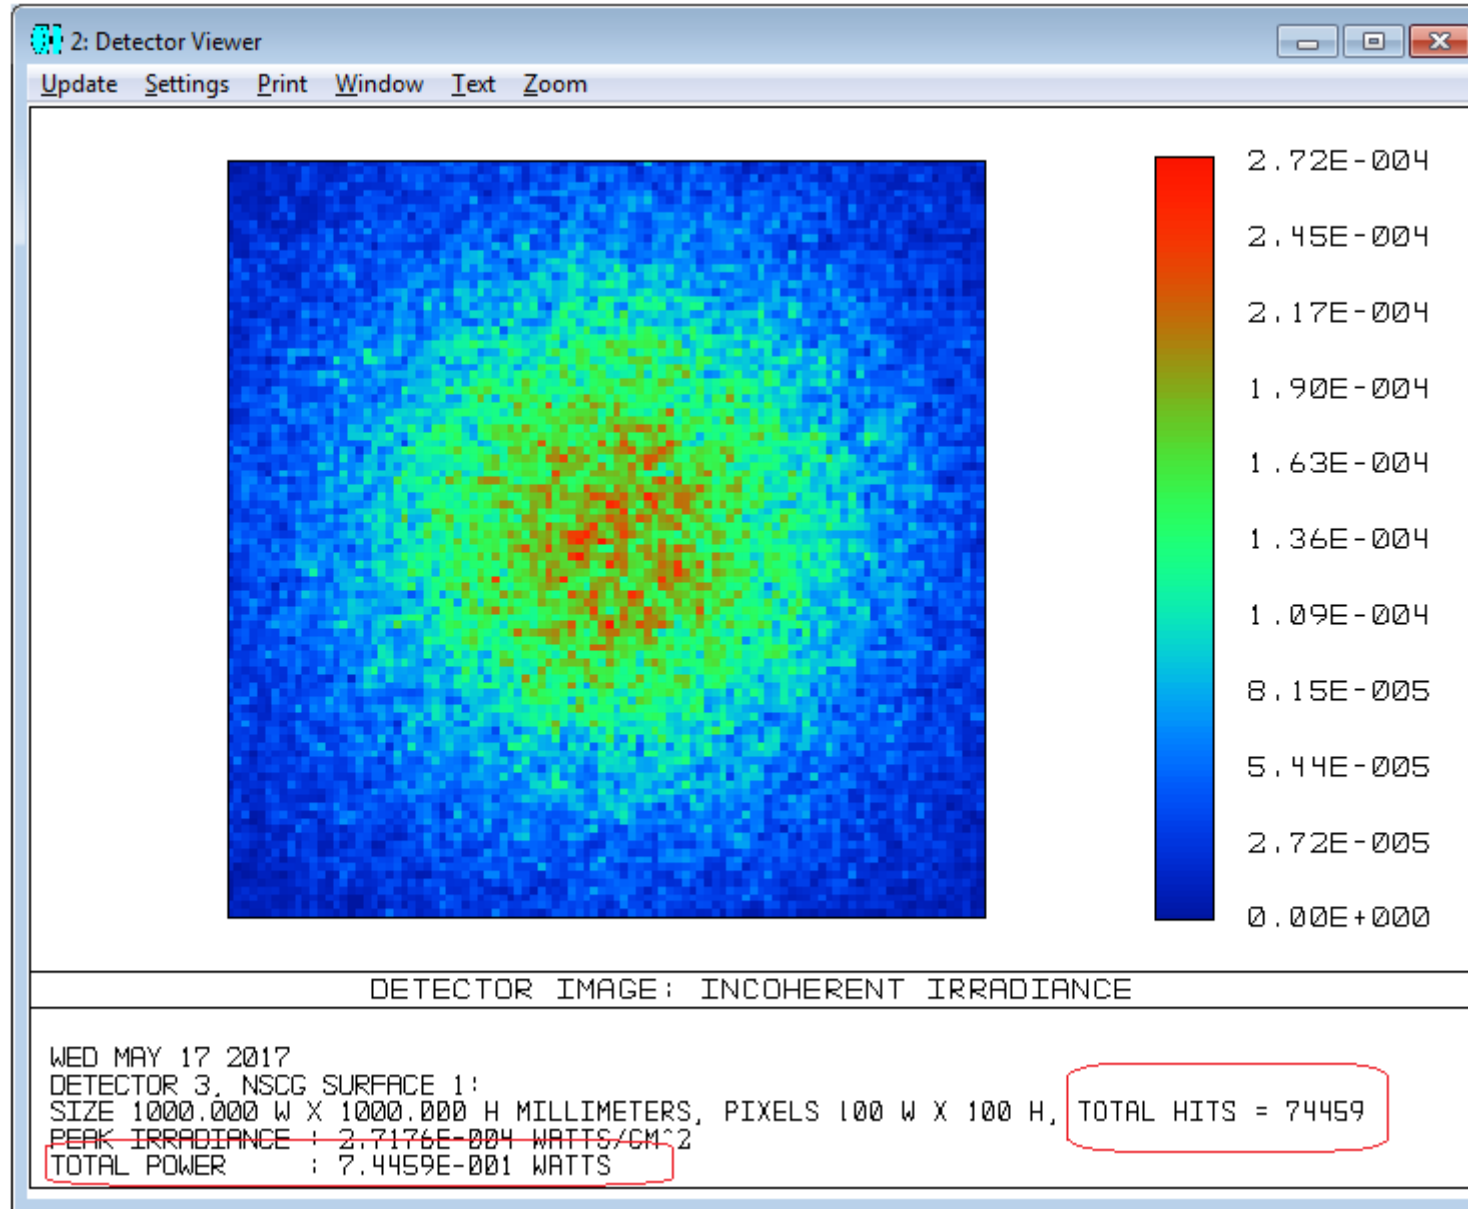 2: Detector Viewer
Update Settings Print Window Text Zoom
2.72E-004
2.45E-004
2.17E-004
1.90E-004
1.63E-004
1.36E-004
1.09E-004
8.15E-005
5.44E-005
2.72E-005
0.00E+000
DETECTOR IMAGE: INCOHERENT IRRADIANCE
WED MAY 17 2017
DETECTOR 3, NSCG SURFACE 1:
SIZE 1000.000 W X 1000.000 H MILLIMETERS, PIXELS 100 W X 100 H, TOTAL HITS = 74459
PEAK IRRADIANCE : 2.7176E-004 WATTS/CM^2
TOTAL POWER : 7.4459E-001 WATTS